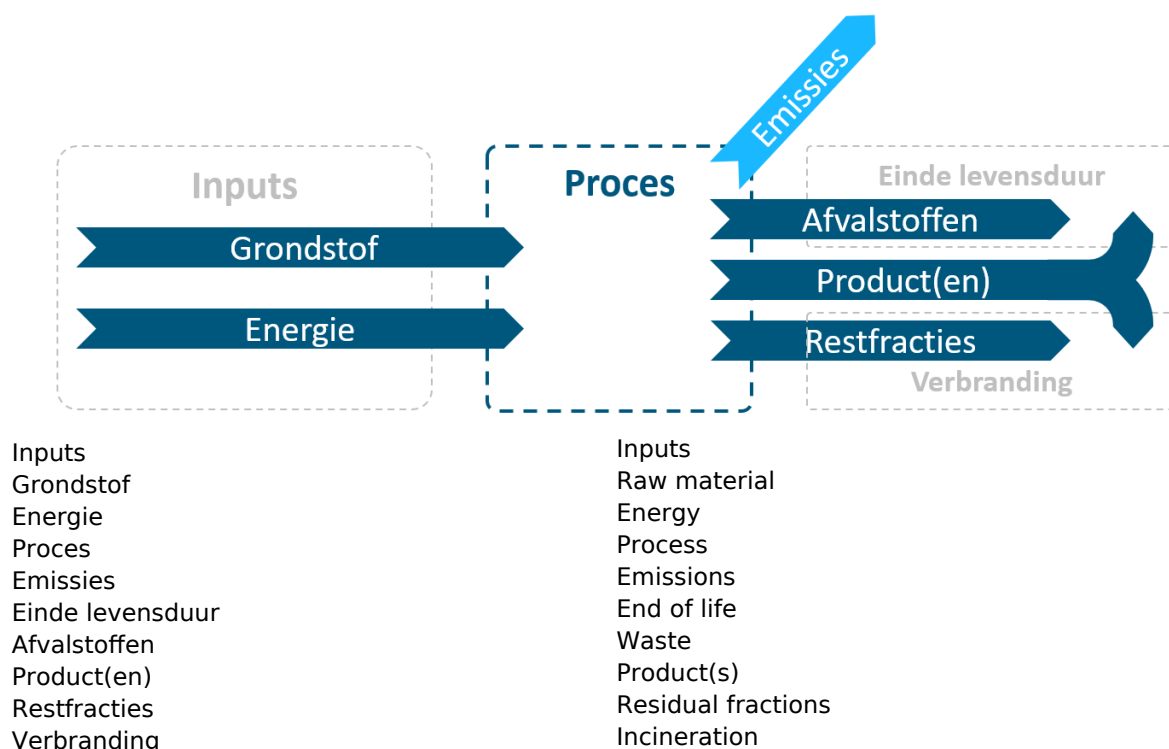 Emissies
Inputs
Proces
Einde levensduur
Afvalstoffen
Grondstof
Product(en)
Energie
Restfracties
Verbranding
Inputs
Grondstof
Energie
Proces
Emissies
Einde levensduur
Afvalstoffen
Product(en)
Restfracties
Verbranding
Inputs
Raw material
Energy
Process
Emissions
End of life
Waste
Product(s)
Residual fractions
Incineration